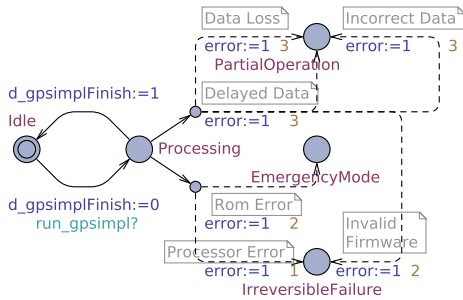 Data Loss
Incorrect Data
error:=1 3
error:=1 3
PartialOperation
d_gpsimplFinish:=1
Delayed Data
Idle
error:=1 3
Processing
EmergencyMode
d_gpsimplFinish:=0
Rom Error
run_gpsimpl?
error:=1 2
Invalid
Firmware
Processor Error
error:=1 1
error:=1 2
IrreversibleFailure